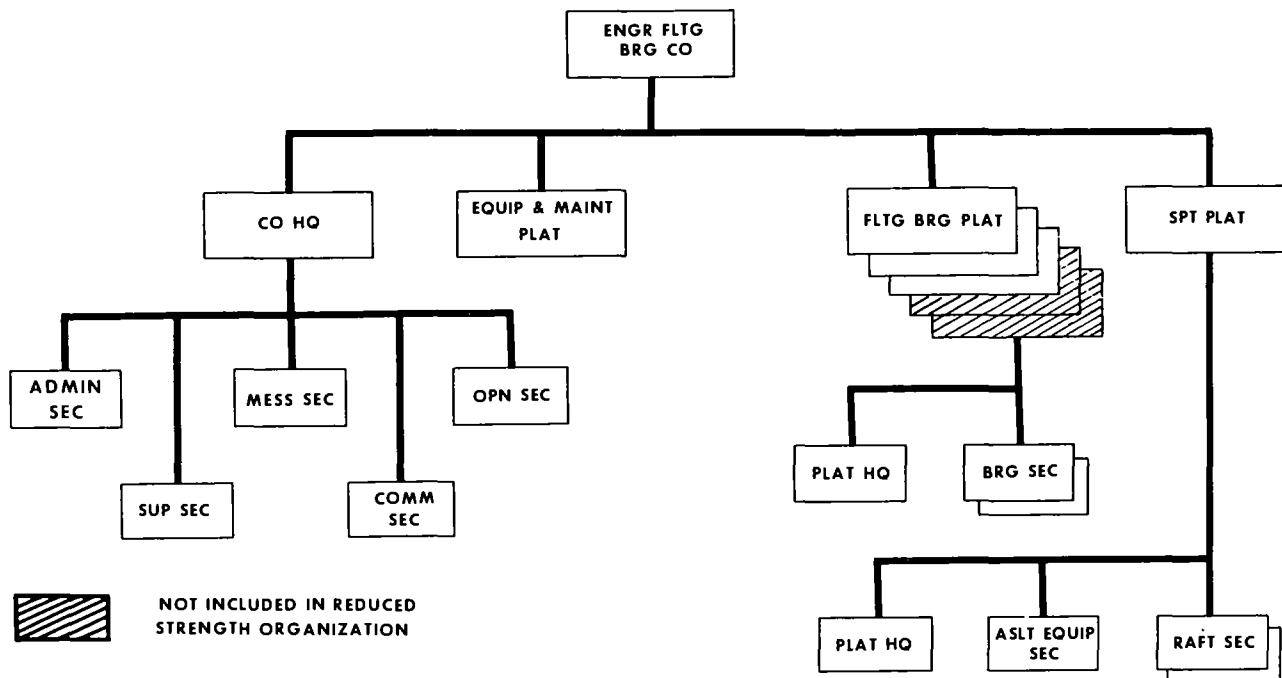 ENGR FLTG
BRG CO
CO HQ
EQUIP & MAINT
PLAT
FLTG BRG PLAT
SPT PLAT
ADMIN
SEC
MESS SEC
OPN SEC
SUP SEC
COMM
SEC
PLAT HQ
BRG SEC
NOT INCLUDED IN REDUCED
STRENGTH ORGANIZATION
PLAT HQ
ASLT EQUIP
SEC
RAFT SEC